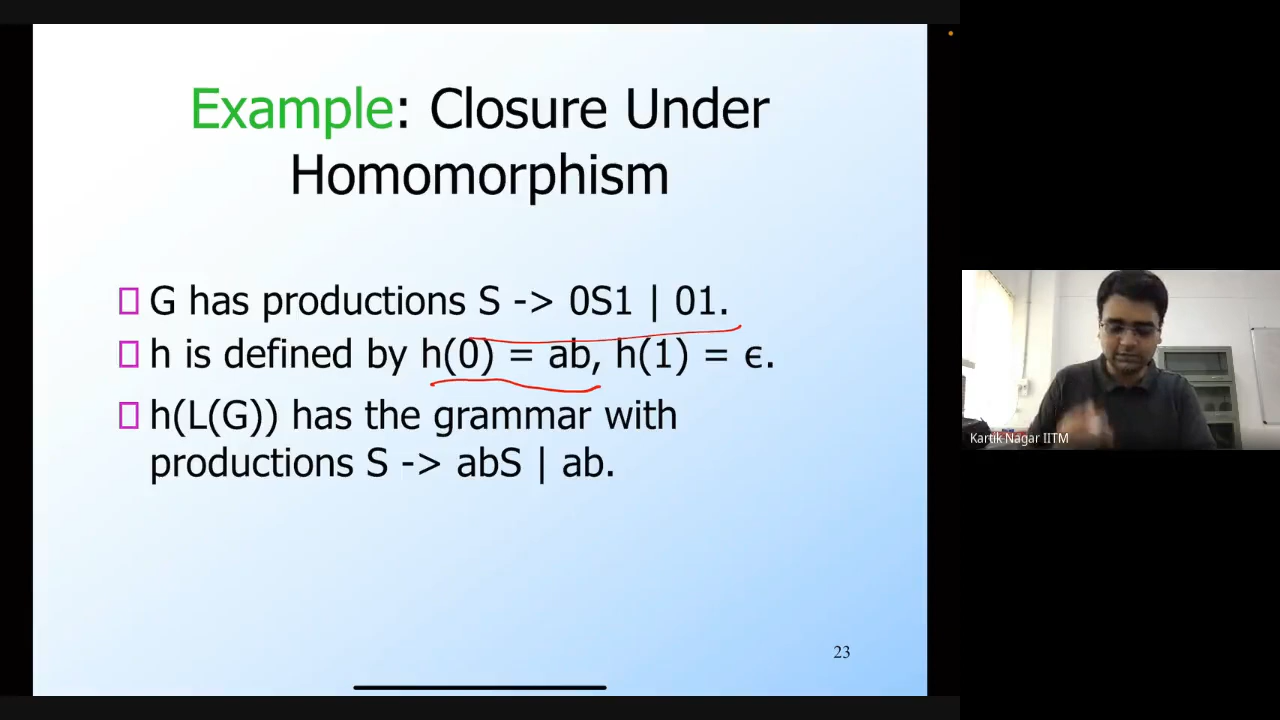 Example: Closure Under
Homomorphism
G has productions S -> 0S1 | 01.
h is defined by h(0) = ab, h(1) = ϵ.
h(L(G)) has the grammar with
productions S -> abS | ab.
23
Kartik Nagar IITM